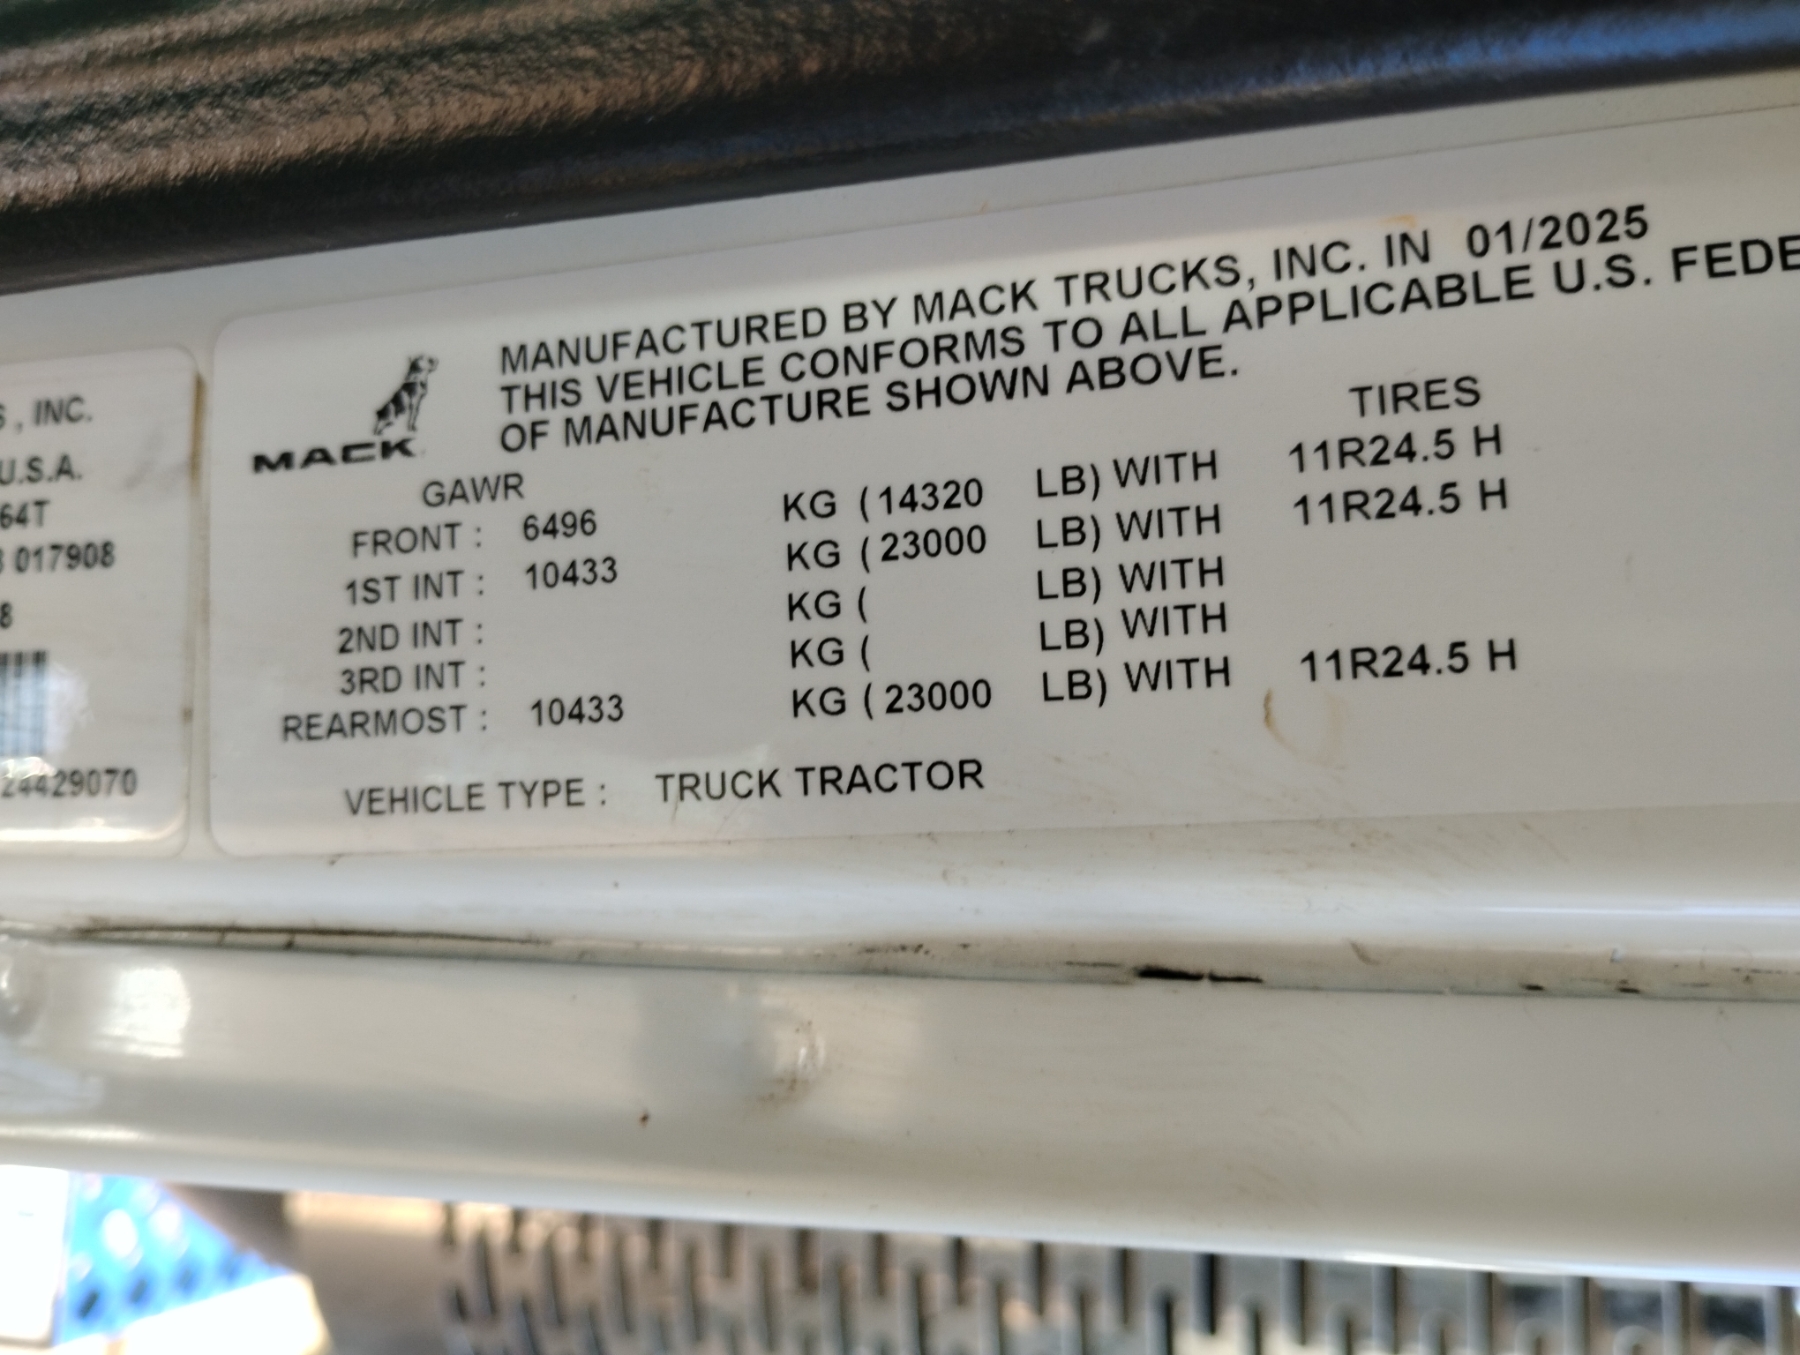 , INC.
U.S.A.
64T
017908
8
24429070
MACK
MANUFACTURED BY MACK TRUCKS, INC. IN 01/2025
THIS VEHICLE CONFORMS TO ALL APPLICABLE U.S. FEDE
OF MANUFACTURE SHOWN ABOVE.
GAWR TIRES
FRONT : 6496 KG ( 14320 LB) WITH 11R24.5 H
1ST INT : 10433 KG ( 23000 LB) WITH 11R24.5 H
2ND INT : KG ( LB) WITH
3RD INT : KG ( LB) WITH
REARMOST : 10433 KG ( 23000 LB) WITH 11R24.5 H
VEHICLE TYPE : TRUCK TRACTOR